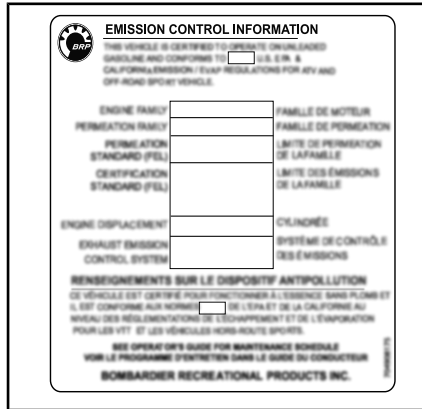 BRP
EMISSION CONTROL INFORMATION
THIS VEHICLE IS CERTIFIED TO OPERATE ON UNLEADED
GASOLINE AND CONFORMS TO U.S. EPA &
CALIFORNIA EMISSION / EVAP REGULATIONS FOR ATV AND
OFF-ROAD SPORT VEHICLE.
ENGINE FAMILY FAMILLE DE MOTEUR
PERMEATION FAMILY FAMILLE DE PERMEATION
PERMEATION LIMITE DE PERMEATION
STANDARD (FEL) DE LA FAMILLE
CERTIFICATION LIMITE DES ÉMISSIONS
STANDARD (FEL) DE LA FAMILLE
ENGINE DISPLACEMENT CYLINDRÉE
EXHAUST EMISSION SYSTÈME DE CONTRÔLE
CONTROL SYSTEM DES ÉMISSIONS
RENSEIGNEMENTS SUR LE DISPOSITIF ANTIPOLLUTION
CE VÉHICULE EST CERTIFIÉ POUR FONCTIONNER À L'ESSENCE SANS PLOMB ET
IL EST CONFORME AUX NORMES DE L'EPA ET DE LA CALIFORNIE AU
NIVEAU DES RÉGLEMENTATIONS DE L'ÉCHAPPEMENT ET DE L'ÉVAPORATION
POUR LES VTT ET LES VÉHICULES HORS-ROUTE SPORTS.
SEE OPERATOR'S GUIDE FOR MAINTENANCE SCHEDULE
VOIR LE PROGRAMME D'ENTRETIEN DANS LE GUIDE DU CONDUCTEUR
BOMBARDIER RECREATIONAL PRODUCTS INC.